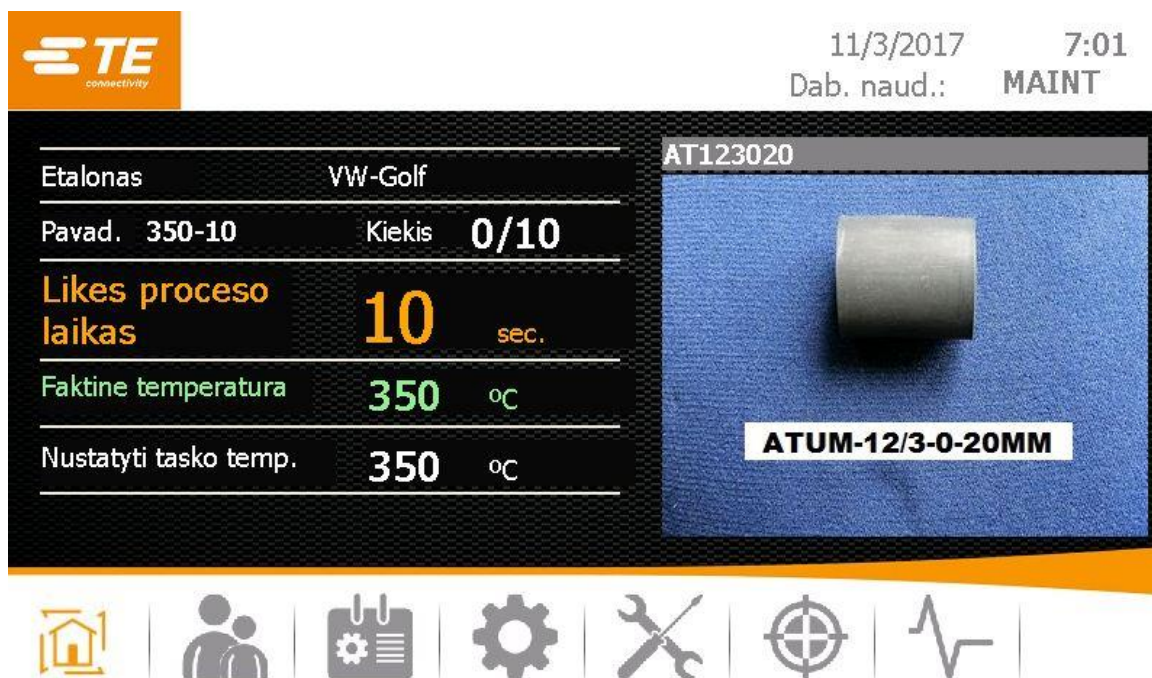 TE
connectivity
11/3/2017 7:01
Dab. naud.: MAINT
Etalonas VW-Golf
Pavad. 350-10 Kiekis 0/10
Likes proceso
laikas 10 sec.
Faktine temperatura 350 ºC
Nustatyti tasko temp. 350 ºC
AT123020
ATUM-12/3-0-20MM